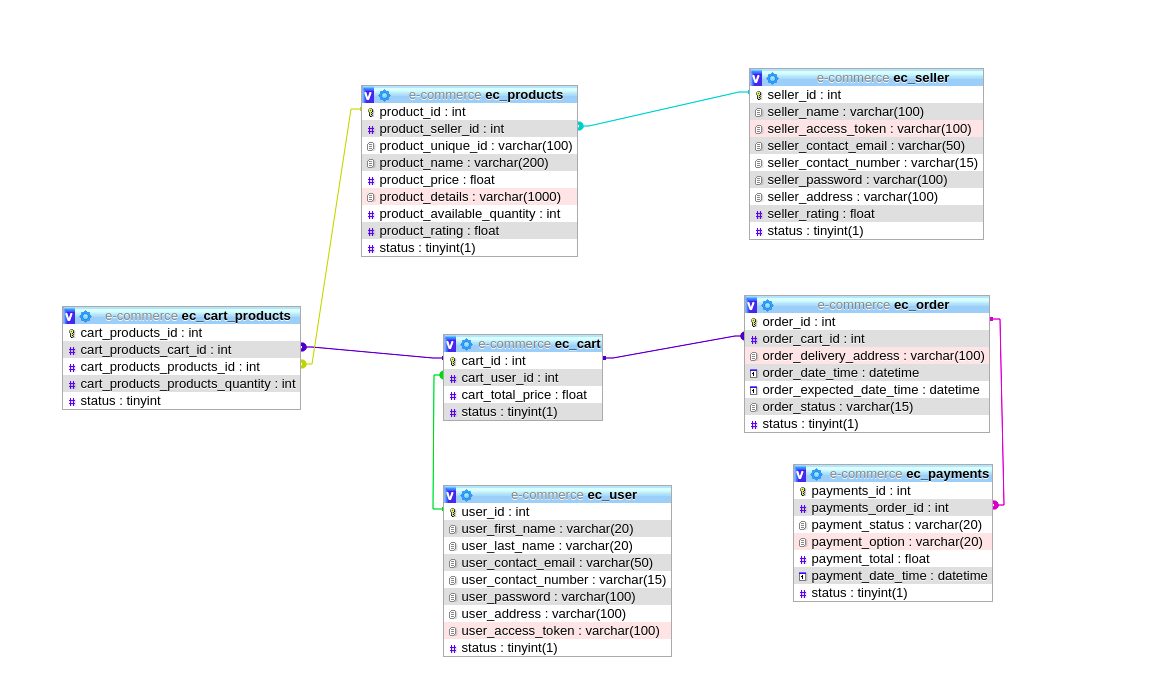 e-commerce ec_products
product_id : int
product_seller_id : int
product_unique_id : varchar(100)
product_name : varchar(200)
product_price : float
product_details : varchar(1000)
product_available_quantity : int
product_rating : float
status : tinyint(1)
e-commerce ec_seller
seller_id : int
seller_name : varchar(100)
seller_access_token : varchar(100)
seller_contact_email : varchar(50)
seller_contact_number : varchar(15)
seller_password : varchar(100)
seller_address : varchar(100)
seller_rating : float
status : tinyint(1)
e-commerce ec_cart_products
cart_products_id : int
cart_products_cart_id : int
cart_products_products_id : int
cart_products_products_quantity : int
status : tinyint
e-commerce ec_cart
cart_id : int
cart_user_id : int
cart_total_price : float
status : tinyint(1)
e-commerce ec_order
order_id : int
order_cart_id : int
order_delivery_address : varchar(100)
order_date_time : datetime
order_expected_date_time : datetime
order_status : varchar(15)
status : tinyint(1)
e-commerce ec_user
user_id : int
user_first_name : varchar(20)
user_last_name : varchar(20)
user_contact_email : varchar(50)
user_contact_number : varchar(15)
user_password : varchar(100)
user_address : varchar(100)
user_access_token : varchar(100)
status : tinyint(1)
e-commerce ec_payments
payments_id : int
payments_order_id : int
payment_status : varchar(20)
payment_option : varchar(20)
payment_total : float
payment_date_time : datetime
status : tinyint(1)